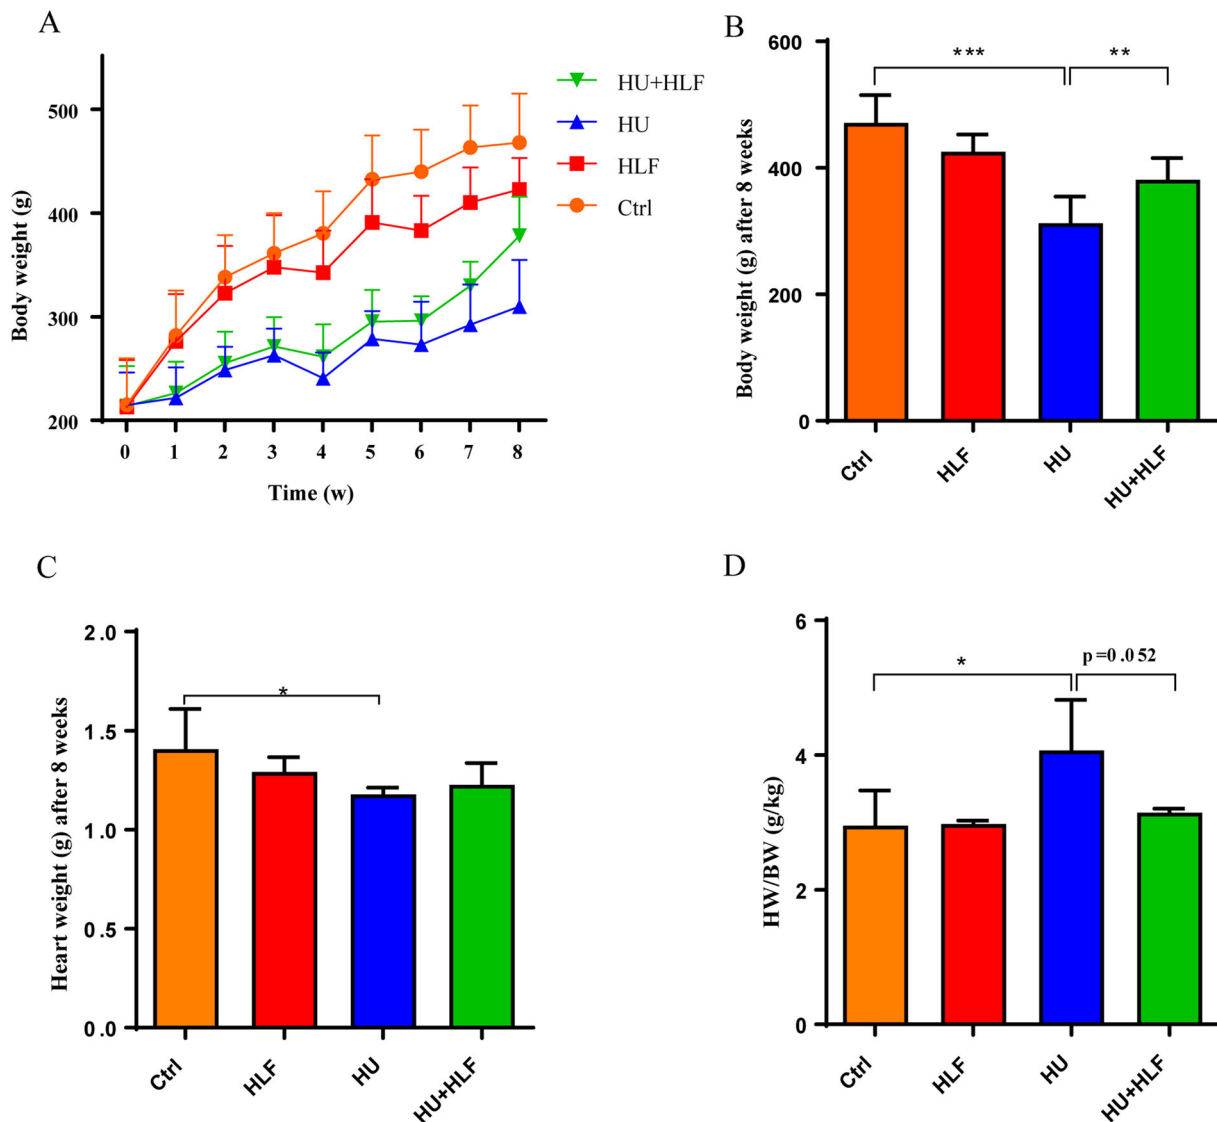 A
Body weight (g)
500
400
300
200
0 1 2 3 4 5 6 7 8
Time (w)
HU+HLF
HU
HLF
Ctrl
B
Body weight (g) after 8 weeks
600
400
200
0
*** **
Ctrl HLF HU HU+HLF
C
Heart weight (g) after 8 weeks
2.0
1.5
1.0
0.5
0.0
*
Ctrl HLF HU HU+HLF
D
HW/BW (g/kg)
6
4
2
0
* p=0.052
Ctrl HLF HU HU+HLF